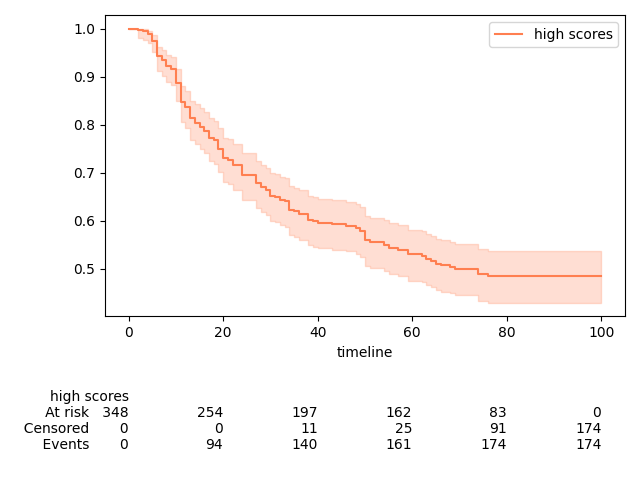 high scores
1.0
0.9
0.8
0.7
0.6
0.5
0 20 40 60 80 100
timeline
high scores
At risk 348 254 197 162 83 0
Censored 0 0 11 25 91 174
Events 0 94 140 161 174 174